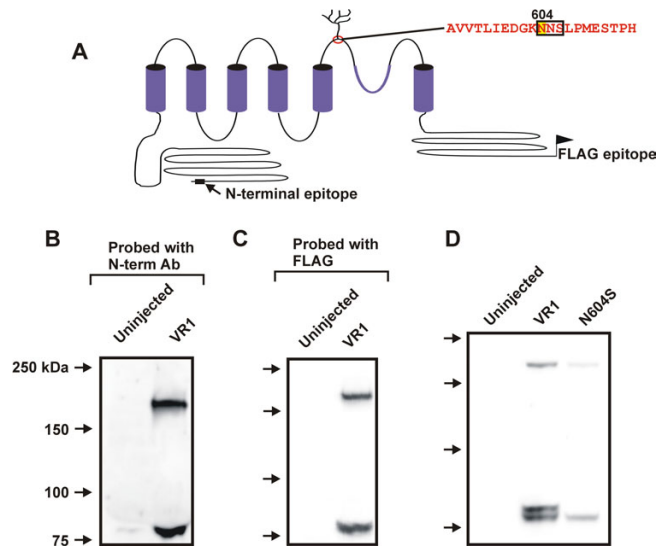 A
604
AVVTLIEDGKNNSLPMESTPH
FLAG epitope
N-terminal epitope
B
Probed with
N-term Ab
Uninjected
VR1
250 kDa
150
100
75
C
Probed with
FLAG
Uninjected
VR1
D
Uninjected
VR1
N604S